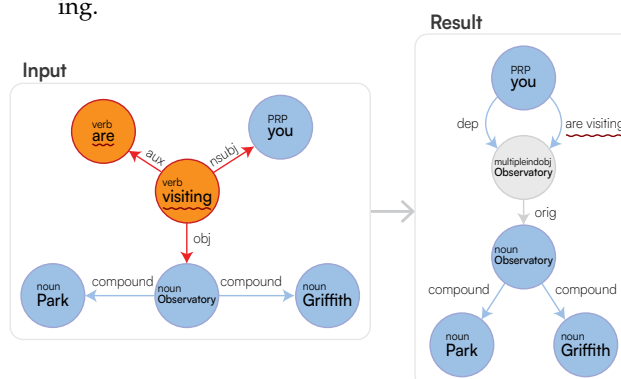 ing.
Input
verb
are
PRP
you
aux
nsubj
verb
visiting
obj
noun
Park
compound
noun
Observatory
compound
noun
Griffith
Result
PRP
you
dep
are visiting
multipleindobj
Observatory
orig
noun
Observatory
compound
compound
noun
Park
noun
Griffith